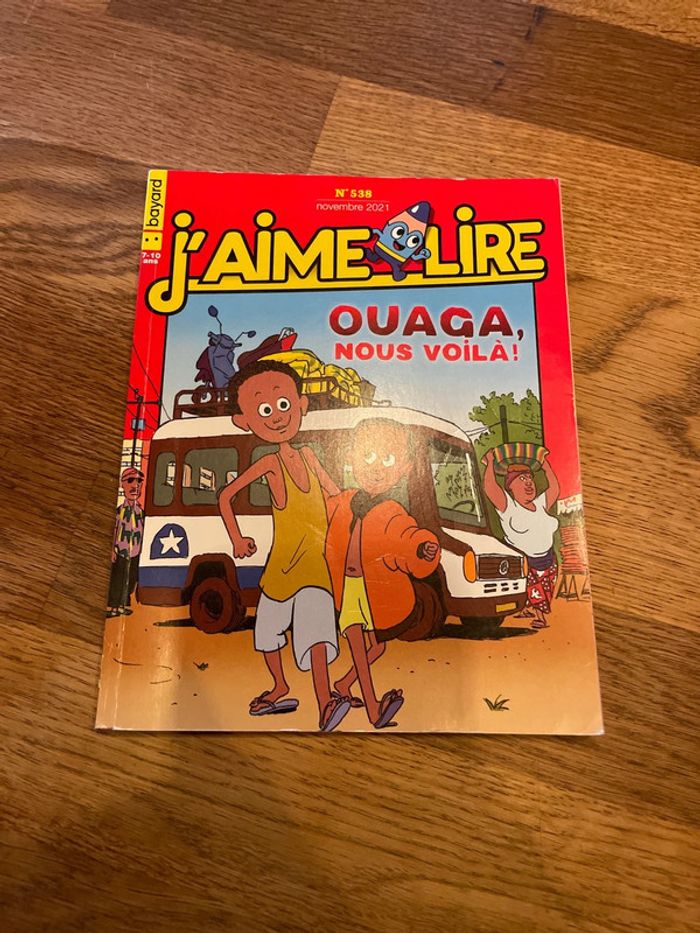 bayard
7-10
ans
N°538
novembre 2021
J'AIME LIRE
OUAGA,
NOUS VOILÀ!